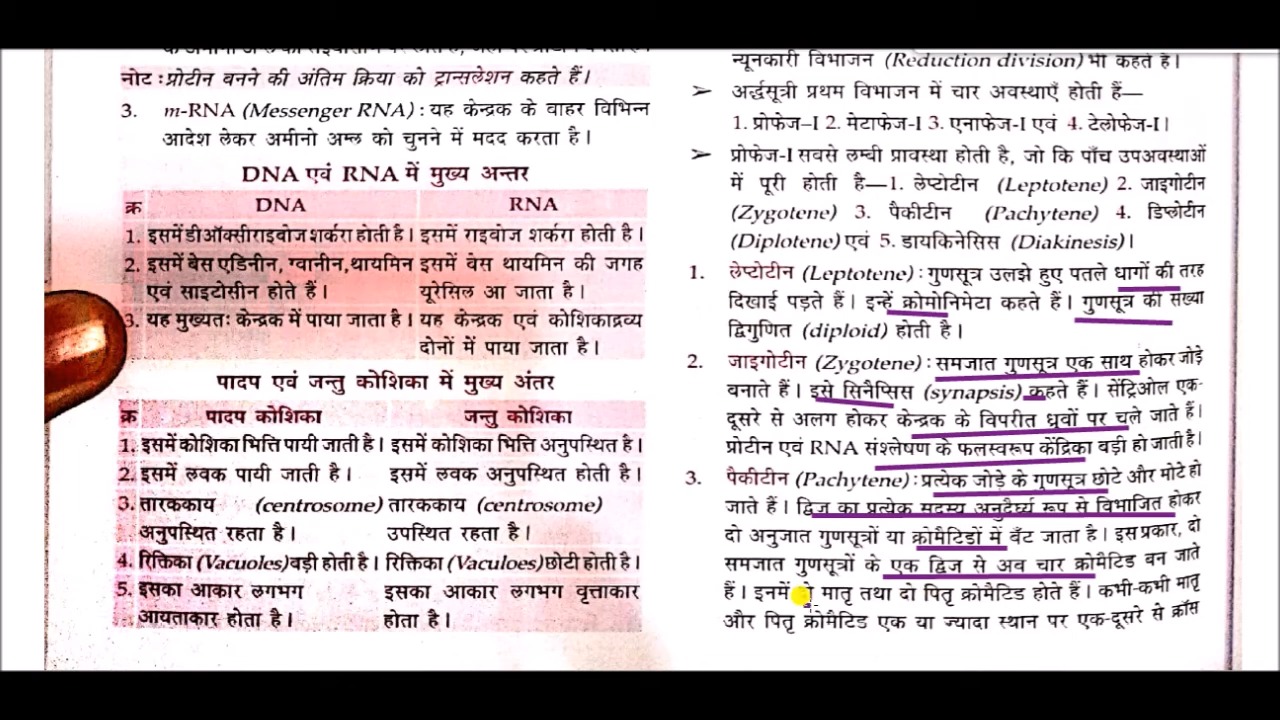 नोट : प्रोटीन बनने की अंतिम क्रिया को ट्रान्सलेशन कहते हैं।
3. m-RNA (Messenger RNA) : यह केन्द्रक के वाहर विभिन्न
आदेश लेकर अमीनो अम्ल को चुनने में मदद करता है।
DNA एवं RNA में मुख्य अन्तर
क्र DNA RNA
1. इसमें डीऑक्सीराइवोज शर्करा होती है। इसमें राइवोज शर्करा होती है।
2. इसमें बेस एडिनीन, ग्वानीन, थायमिन इसमें वेस थायमिन की जगह
एवं साइटोसीन होते हैं। यूरेसिल आ जाता है।
3. यह मुख्यतः केन्द्रक में पाया जाता है। यह केन्द्रक एवं कोशिकाद्रव्य
दोनों में पाया जाता है।
पादप एवं जन्तु कोशिका में मुख्य अंतर
क्र पादप कोशिका जन्तु कोशिका
1. इसमें कोशिका भित्ति पायी जाती है। इसमें कोशिका भित्ति अनुपस्थित है।
2. इसमें लवक पायी जाती है। इसमें लवक अनुपस्थित होती है।
3. तारककाय (centrosome) तारककाय (centrosome)
अनुपस्थित रहता है। उपस्थित रहता है।
4. रिक्तिका (Vacuoles) बड़ी होती है। रिक्तिका (Vaculoes) छोटी होती है।
5. इसका आकार लगभग इसका आकार लगभग वृत्ताकार
आयताकार होता है। होता है।
न्यूनकारी विभाजन (Reduction division) भी कहते है।
➢ अर्द्धसूत्री प्रथम विभाजन में चार अवस्थाएँ होती हैं—
1. प्रोफेज–I 2. मेटाफेज-I 3. एनाफेज-I एवं 4. टेलोफेज-I।
➢ प्रोफेज-I सबसे लम्बी प्रावस्था होती है, जो कि पाँच उपअवस्थाओं
में पूरी होती है—1. लेप्टोटीन (Leptotene) 2. जाइगोटीन
(Zygotene) 3. पैकीटीन (Pachytene) 4. डिप्लोटीन
(Diplotene) एवं 5. डायकिनेसिस (Diakinesis)।
1. लेप्टोटीन (Leptotene) : गुणसूत्र उलझे हुए पतले धागों की तरह
दिखाई पड़ते हैं। इन्हें क्रोमोनिमेटा कहते हैं। गुणसूत्र की सख्या
द्विगुणित (diploid) होती है।
2. जाइगोटीन (Zygotene) : समजात गुणसूत्र एक साथ होकर जोड़े
बनाते हैं। इसे सिनैप्सिस (synapsis) कहते हैं। सेंट्रिओल एक-
दूसरे से अलग होकर केन्द्रक के विपरीत ध्रुवों पर चले जाते हैं।
प्रोटीन एवं RNA संश्लेषण के फलस्वरूप केंद्रिका बड़ी हो जाती है।
3. पैकीटीन (Pachytene) : प्रत्येक जोड़े के गुणसूत्र छोटे और मोटे हो
जाते हैं। द्विज का प्रत्येक सदस्य अनुदैर्घ्य रूप से विभाजित होकर
दो अनुजात गुणसूत्रों या क्रोमैटिडों में बँट जाता है। इस प्रकार, दो
समजात गुणसूत्रों के एक द्विज से अव चार क्रोमैटिड बन जाते
हैं। इनमें मातृ तथा दो पितृ क्रोमैटिड होते हैं। कभी-कभी मातृ
और पितृ क्रोमैटिड एक या ज्यादा स्थान पर एक-दूसरे से क्रॉस